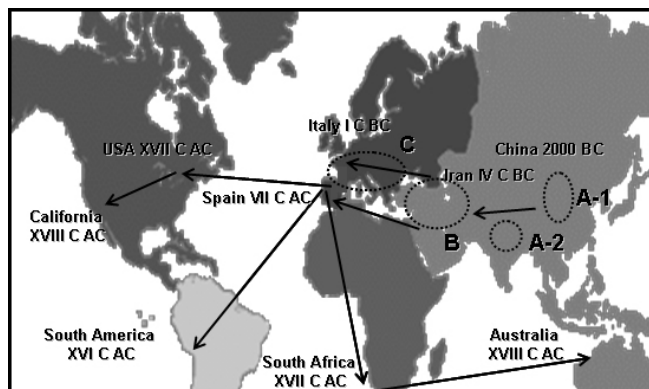 Italy I C BC
C
USA XVII C AC
China 2000 BC
Iran IV C BC
Spain VII C AC
A-1
California
XVIII C AC
B
A-2
South America
XVI C AC
South Africa
XVII C AC
Australia
XVIII C AC